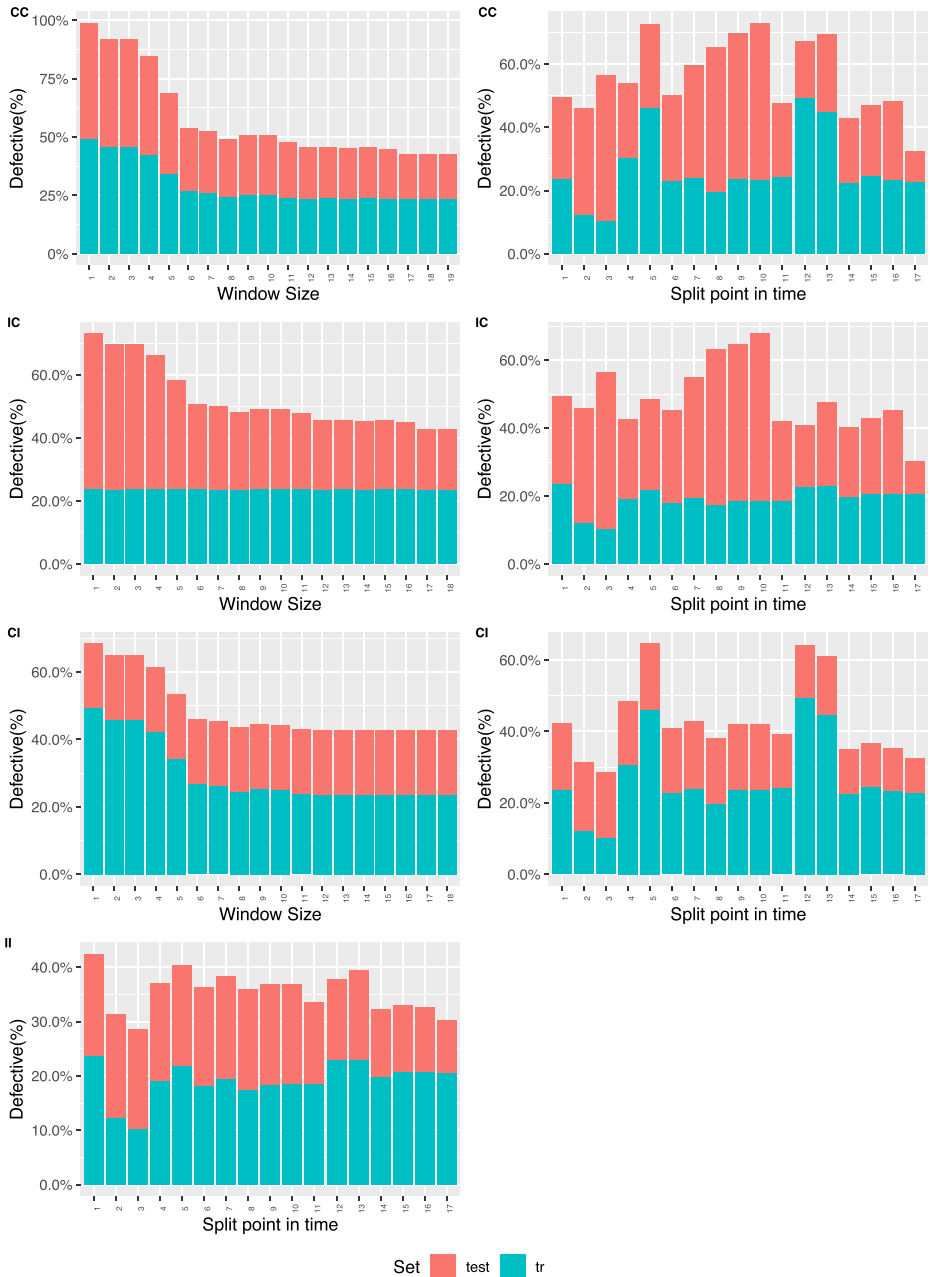 CC
Defective(%)
100%
75%
50%
25%
0%
1 2 3 4 5 6 7 8 9 10 11 12 13 14 15 16 17 18 19
Window Size
CC
Defective(%)
60.0%
40.0%
20.0%
0.0%
1 2 3 4 5 6 7 8 9 10 11 12 13 14 15 16 17
Split point in time
IC
Defective(%)
60.0%
40.0%
20.0%
0.0%
1 2 3 4 5 6 7 8 9 10 11 12 13 14 15 16 17 18
Window Size
IC
Defective(%)
60.0%
40.0%
20.0%
0.0%
1 2 3 4 5 6 7 8 9 10 11 12 13 14 15 16 17
Split point in time
CI
Defective(%)
60.0%
40.0%
20.0%
0.0%
1 2 3 4 5 6 7 8 9 10 11 12 13 14 15 16 17 18
Window Size
CI
Defective(%)
60.0%
40.0%
20.0%
0.0%
1 2 3 4 5 6 7 8 9 10 11 12 13 14 15 16 17
Split point in time
II
Defective(%)
40.0%
30.0%
20.0%
10.0%
0.0%
1 2 3 4 5 6 7 8 9 10 11 12 13 14 15 16 17
Split point in time
Set test tr